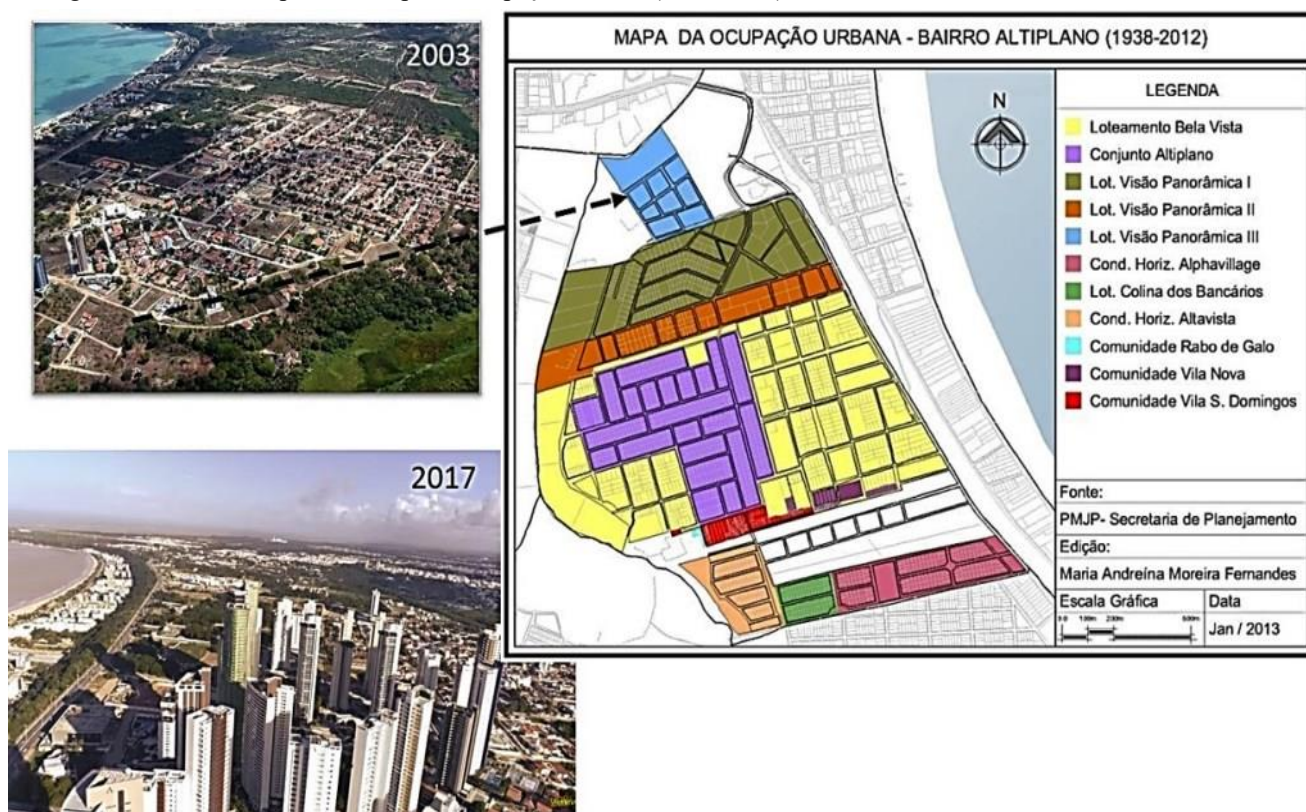 2003
2017
MAPA DA OCUPAÇÃO URBANA - BAIRRO ALTIPLANO (1938-2012)
N
LEGENDA
Loteamento Bela Vista
Conjunto Altiplano
Lot. Visão Panorâmica I
Lot. Visão Panorâmica II
Lot. Visão Panorâmica III
Cond. Horiz. Alphavillage
Lot. Colina dos Bancários
Cond. Horiz. Altavista
Comunidade Rabo de Galo
Comunidade Vila Nova
Comunidade Vila S. Domingos
Fonte:
PMJP- Secretaria de Planejamento
Edição:
Maria Andreína Moreira Fernandes
Escala Gráfica
100m 200m
Data
Jan / 2013